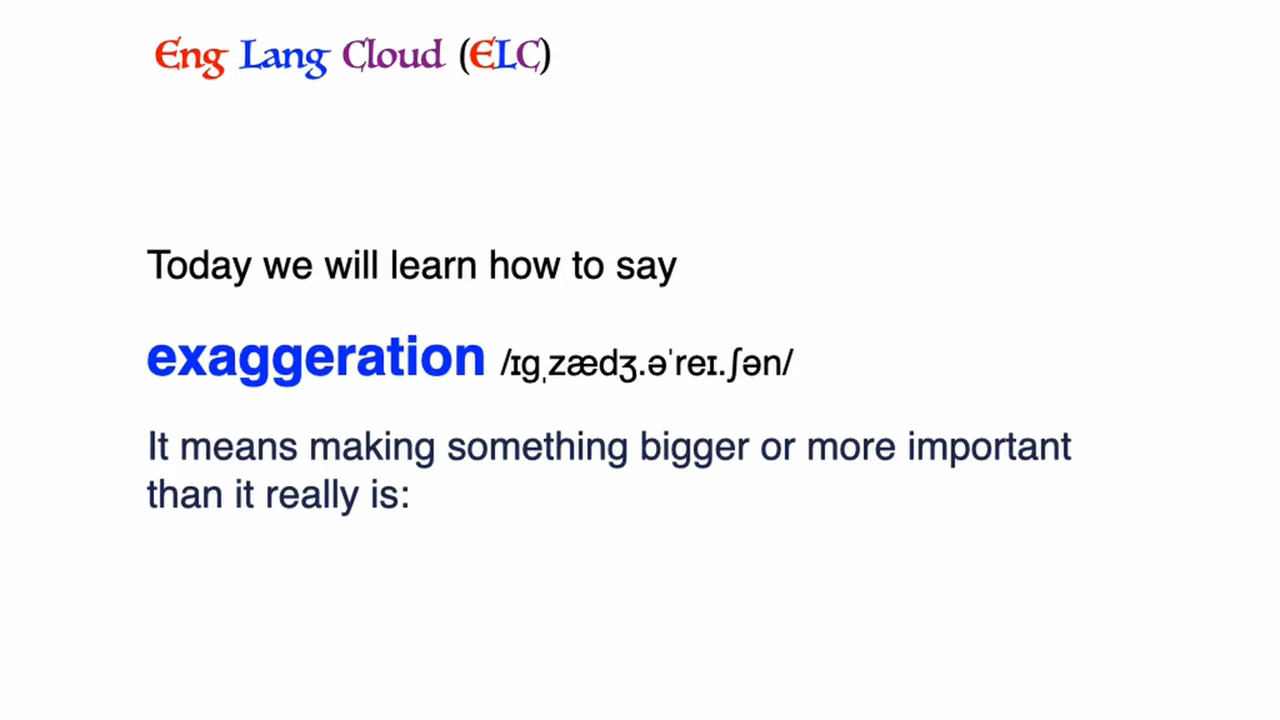 Eng Lang Cloud (ELC)
Today we will learn how to say
exaggeration /ɪɡˌzædʒ.əˈreɪ.ʃən/
It means making something bigger or more important
than it really is: